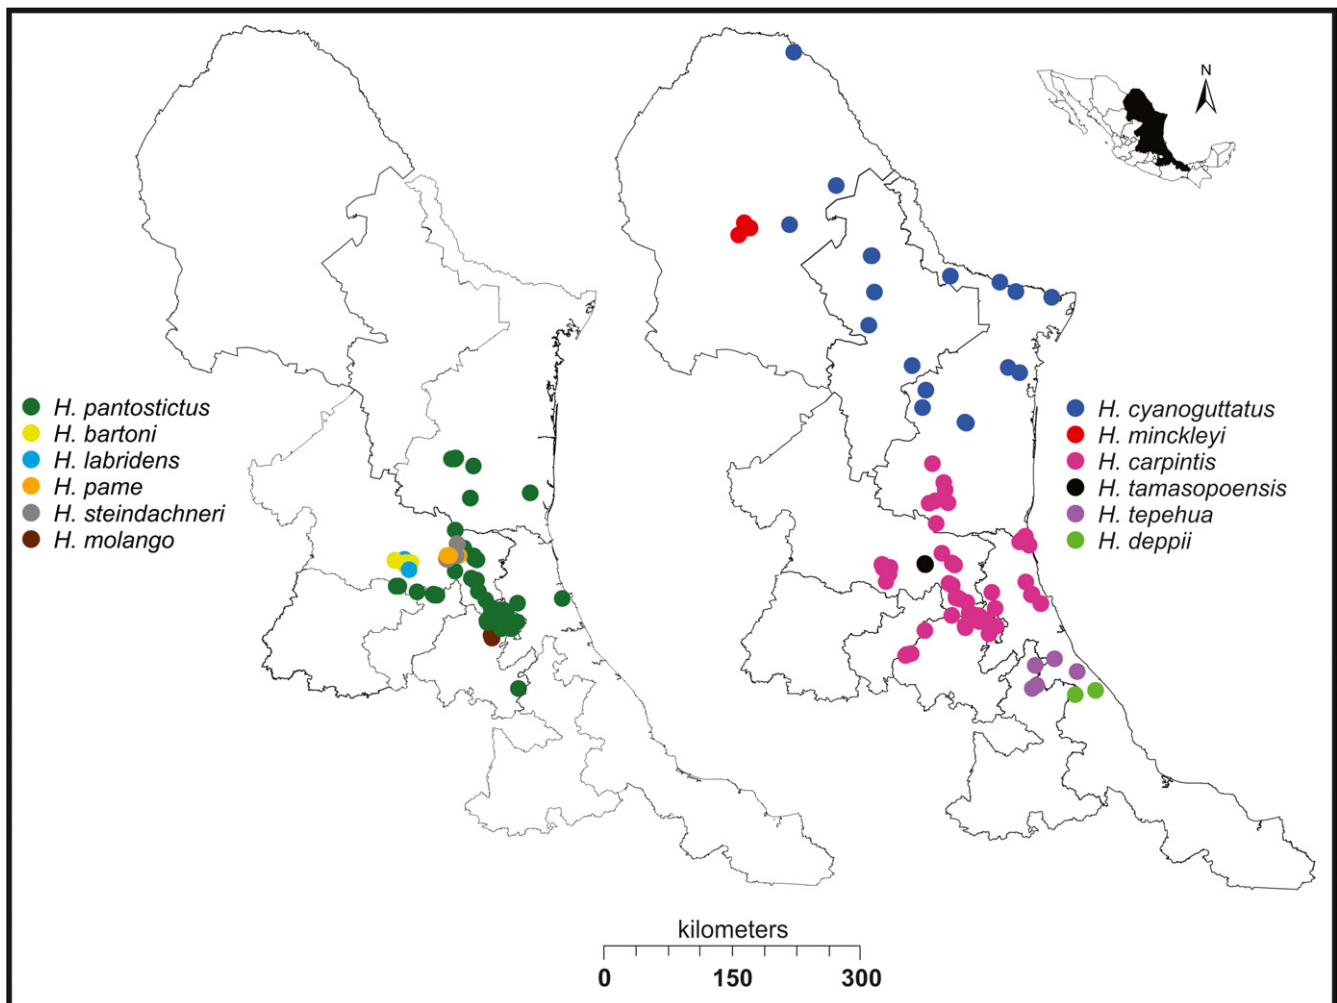 N
H. pantostictus
H. bartoni
H. labridens
H. pame
H. steindachneri
H. molango
H. cyanoguttatus
H. minckleyi
H. carpintis
H. tamasopoensis
H. tepehua
H. deppii
kilometers
0 150 300